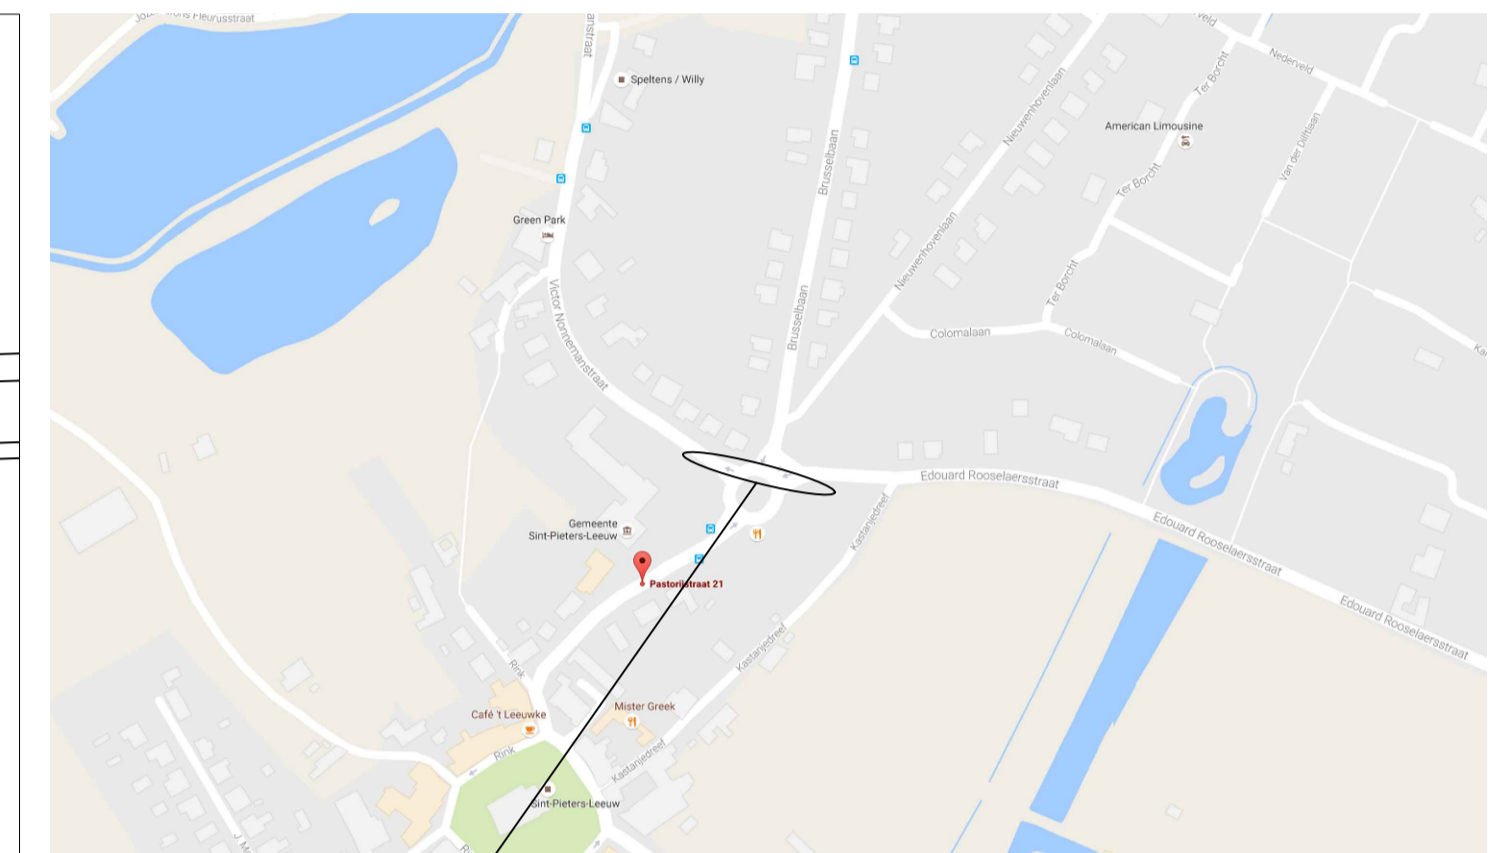 anstraat
Speltens / Willy
Brusselbaan
Nieuwenhovenlaan
Ter Borcht
Nederveld
American Limousine
Van der Dilftlaan
Ter Borcht
Green Park
Nieuwenhovenlaan
Ter Borcht
Victor Nonnemanstraat
Brusselbaan
Colomalaan
Colomalaan
Edouard Rooselaersstraat
Edouard Rooselaersstraat
Edouard Rooselaersstraat
Gemeente
Sint-Pieters-Leeuw
Kastanjedreef
Pastorijstraat 21
Kastanjedreef
Rink
Café 't Leeuwke
Mister Greek
Rink
Kastanjedreef
Sint-Pieters-Leeuw